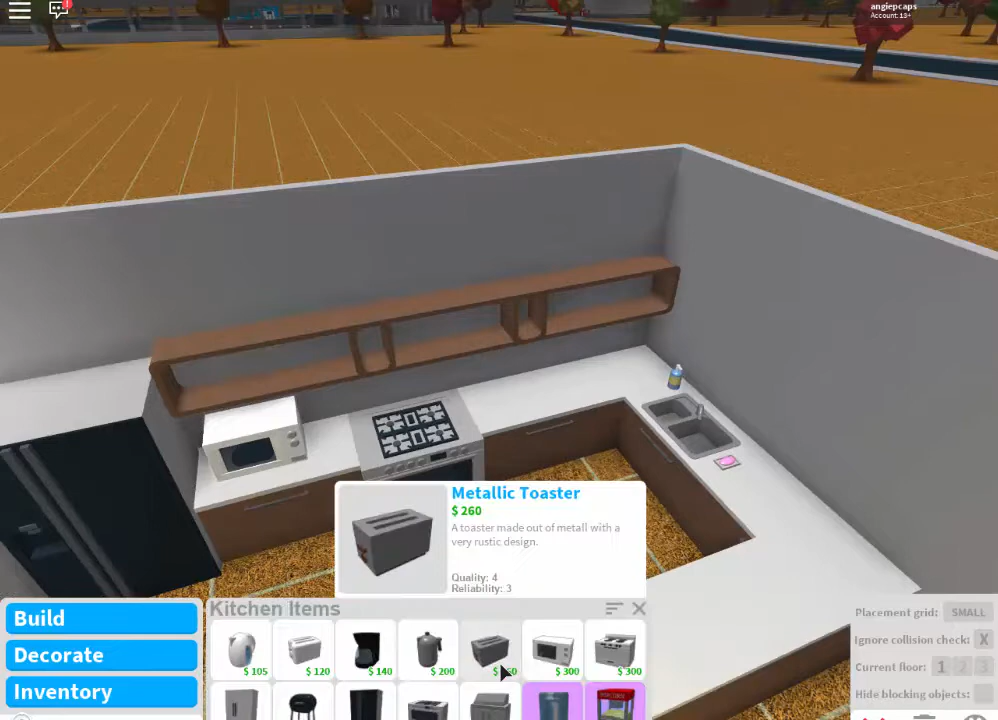 angiepcaps
Account: 13+
Metallic Toaster
$ 260
A toaster made out of metall with a
very rustic design.
Quality: 4
Reliability: 3
Kitchen Items
$ 105
$ 120
$ 140
$ 200
$ 300
$ 300
Build
Decorate
Inventory
Placement grid: SMALL
Ignore collision check: X
Current floor: 1 2 3
Hide blocking objects: